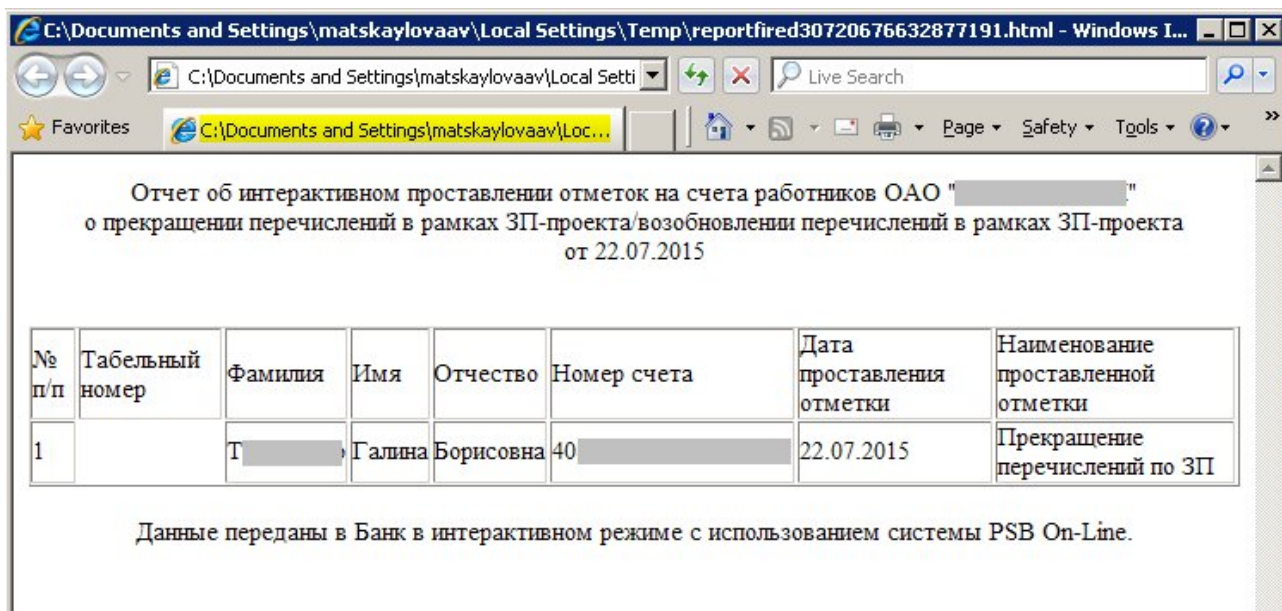 C:\Documents and Settings\matskaylovaav\Local Settings\Temp\reportfired30720676632877191.html - Windows I...
C:\Documents and Settings\matskaylovaav\Local Setti
Live Search
Favorites
C:\Documents and Settings\matskaylovaav\Loc...
Page
Safety
Tools
»
Отчет об интерактивном проставлении отметок на счета работников ОАО "
о прекращении перечислений в рамках ЗП-проекта/возобновлении перечислений в рамках ЗП-проекта
от 22.07.2015
№ п/п
Табельный номер
Фамилия
Имя
Отчество
Номер счета
Дата проставления отметки
Наименование проставленной отметки
1
Т
Галина
Борисовна
40
22.07.2015
Прекращение перечислений по ЗП
Данные переданы в Банк в интерактивном режиме с использованием системы PSB On-Line.